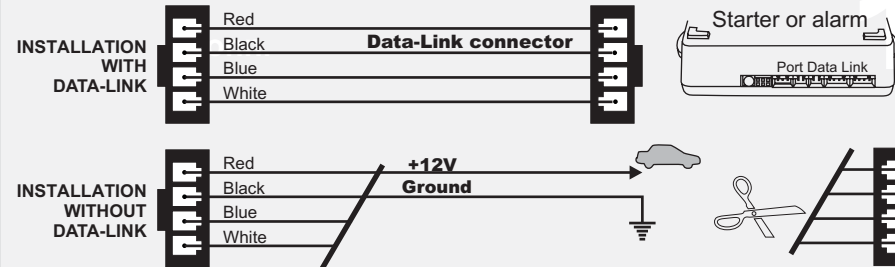 INSTALLATION
WITH
DATA-LINK
Red
Black
Blue
White
Data-Link connector
Starter or alarm
Port Data Link
INSTALLATION
WITHOUT
DATA-LINK
Red
Black
Blue
White
+12V
Ground